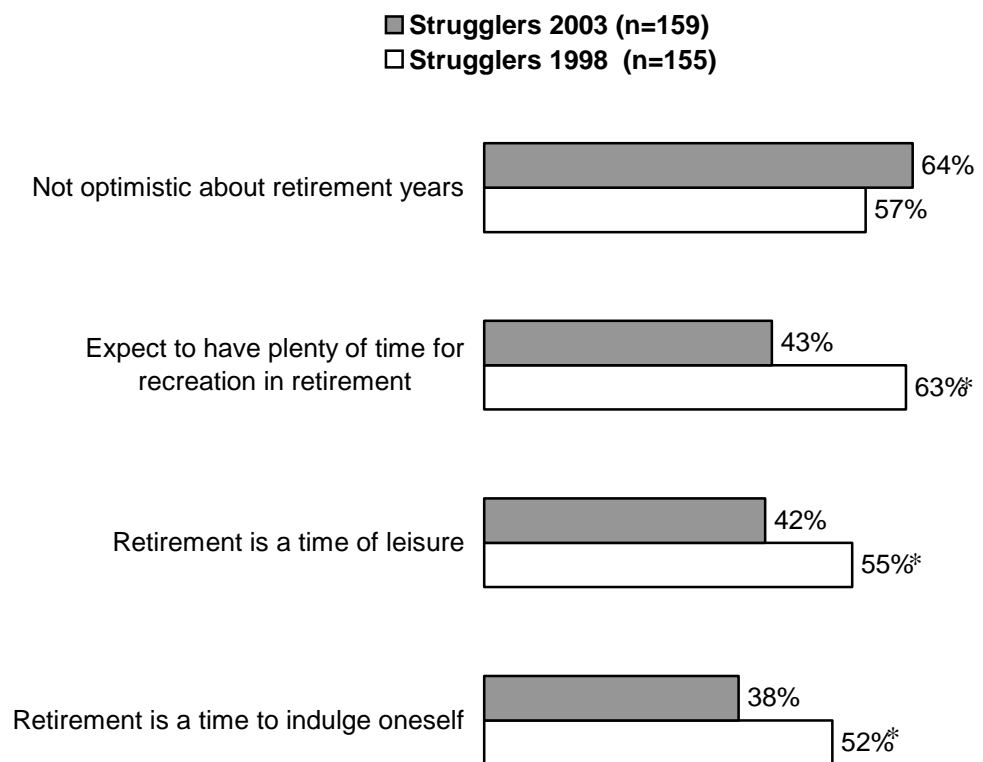 Strugglers 2003 (n=159)
Strugglers 1998 (n=155)
Not optimistic about retirement years
64%
57%
Expect to have plenty of time for
recreation in retirement
43%
63%*
Retirement is a time of leisure
42%
55%*
Retirement is a time to indulge oneself
38%
52%*